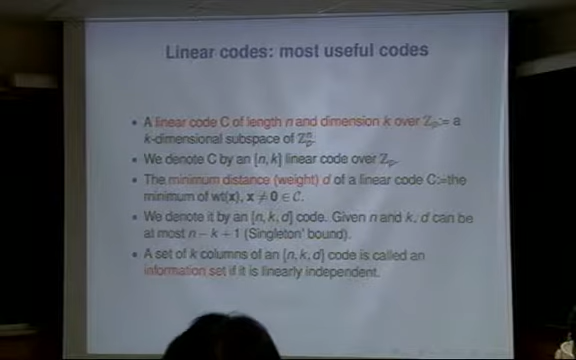 Linear codes: most useful codes
• A linear code C of length n and dimension k over ℤₚ:= a
k-dimensional subspace of ℤₚⁿ.
• We denote C by an [n, k] linear code over ℤₚ.
• The minimum distance (weight) d of a linear code C:=the
minimum of wt(x), x ≠ 0 ∈ C.
• We denote it by an [n, k, d] code. Given n and k, d can be
at most n − k + 1 (Singleton' bound).
• A set of k columns of an [n, k, d] code is called an
information set if it is linearly independent.